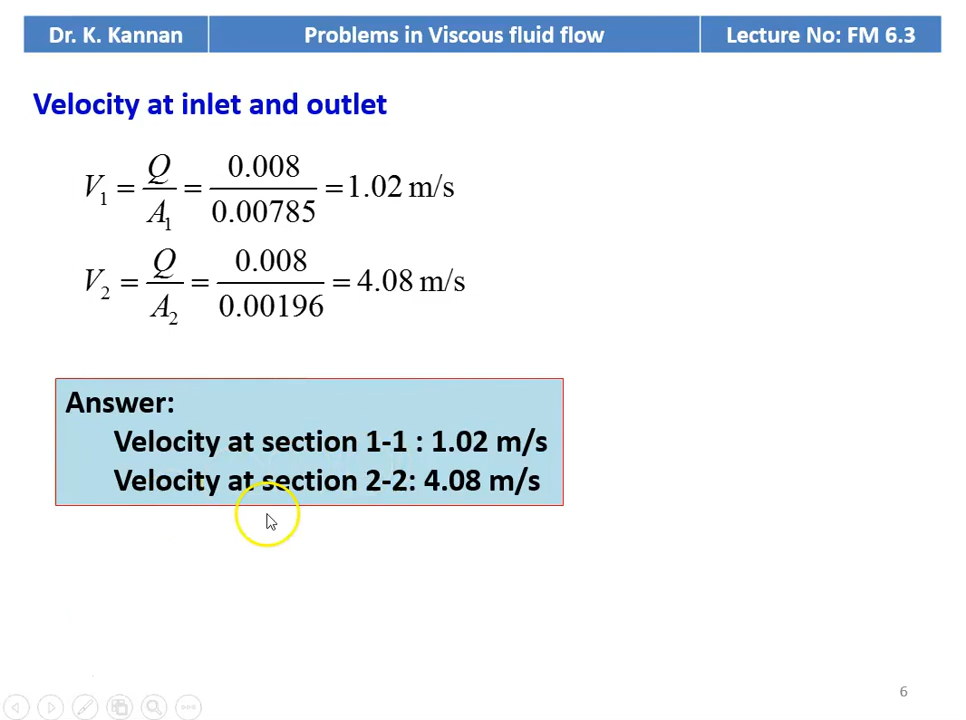 Dr. K. Kannan
Problems in Viscous fluid flow
Lecture No: FM 6.3
Velocity at inlet and outlet
V₁ = Q/A₁ = 0.008/0.00785 = 1.02 m/s
V₂ = Q/A₂ = 0.008/0.00196 = 4.08 m/s
Answer:
Velocity at section 1-1 : 1.02 m/s
Velocity at section 2-2: 4.08 m/s
6